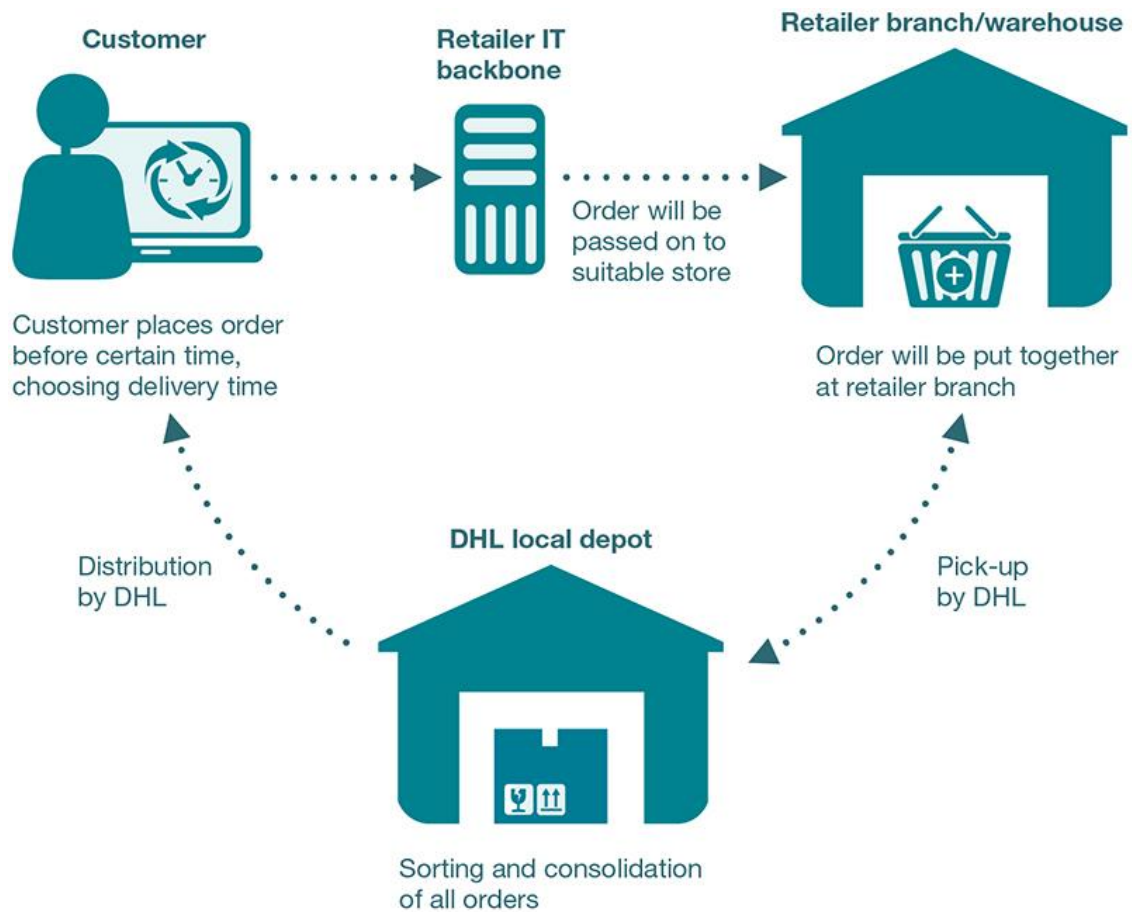 Customer
Retailer IT
backbone
Retailer branch/warehouse
Order will be
passed on to
suitable store
Customer places order
before certain time,
choosing delivery time
Order will be put together
at retailer branch
DHL local depot
Distribution
by DHL
Pick-up
by DHL
Sorting and consolidation
of all orders